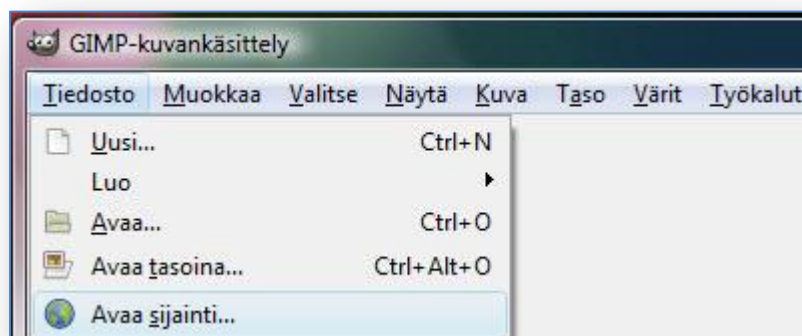 GIMP-kuvankäsittely
Tiedosto Muokkaa Valitse Näytä Kuva Taso Värit Työkalut
Uusi... Ctrl+N
Luo
Avaa... Ctrl+O
Avaa tasoina... Ctrl+Alt+O
Avaa sijainti...